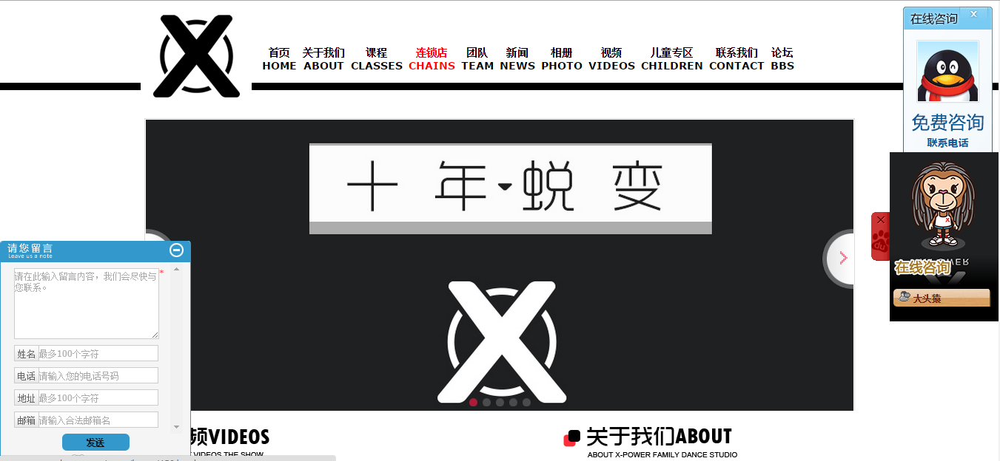 在线咨询
首页 关于我们 课程 连锁店 团队 新闻 相册 视频 儿童专区 联系我们 论坛
HOME ABOUT CLASSES CHAINS TEAM NEWS PHOTO VIDEOS CHILDREN CONTACT BBS
免费咨询
联系电话
十年·蜕变
请您留言
Leave us a note
请在此输入留言内容，我们会尽快与
您联系。
*
姓名 最多100个字符
电话 请输入您的电话号码
地址 最多100个字符
邮箱 请输入合法邮箱名
发送
du
X
在线咨询
大头猿
频VIDEOS
VIDEOS THE SHOW
关于我们ABOUT
ABOUT X-POWER FAMILY DANCE STUDIO